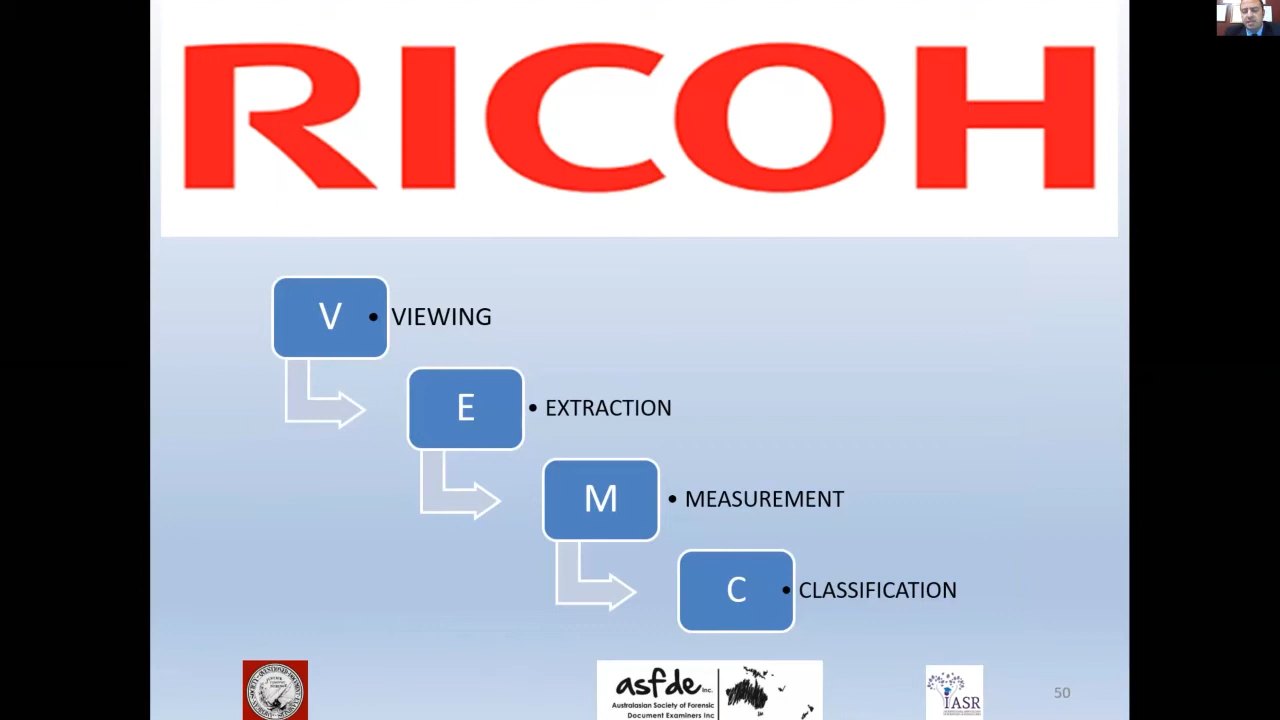 RICOH
V
• VIEWING
E
• EXTRACTION
M
• MEASUREMENT
C
• CLASSIFICATION
asfde Inc.
Australasian Society of Forensic
Document Examiners Inc
IASR
50